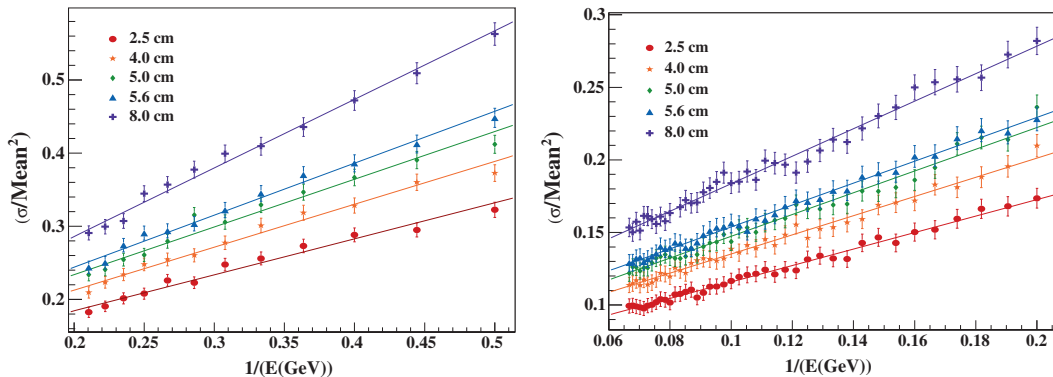 (σ/Mean²)
0.5
0.4
0.3
0.2
2.5 cm
4.0 cm
5.0 cm
5.6 cm
8.0 cm
0.2 0.25 0.3 0.35 0.4 0.45 0.5
1/(E(GeV))
(σ/Mean²)
0.3
0.25
0.2
0.15
0.1
2.5 cm
4.0 cm
5.0 cm
5.6 cm
8.0 cm
0.06 0.08 0.1 0.12 0.14 0.16 0.18 0.2
1/(E(GeV))